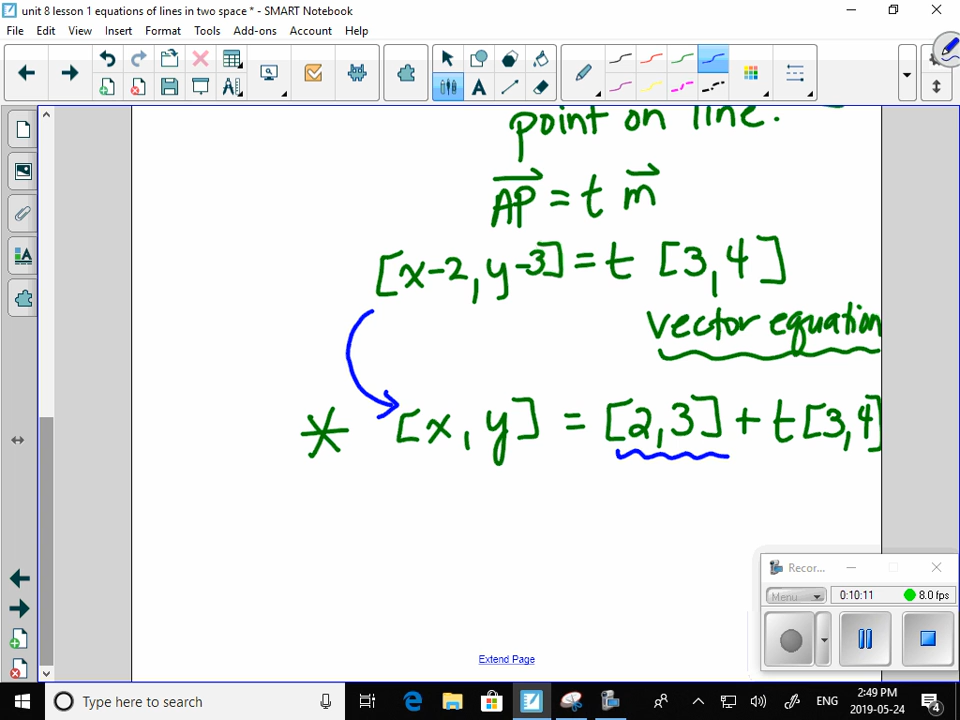 unit 8 lesson 1 equations of lines in two space * - SMART Notebook
File Edit View Insert Format Tools Add-ons Account Help
point on line.
AP = t m
[x-2, y-3] = t [3,4]
vector equation
* [x, y] = [2,3] + t[3,4]
Recor...
Menu
0:10:11
8.0 fps
Extend Page
Type here to search
ENG
2:49 PM
2019-05-24
4